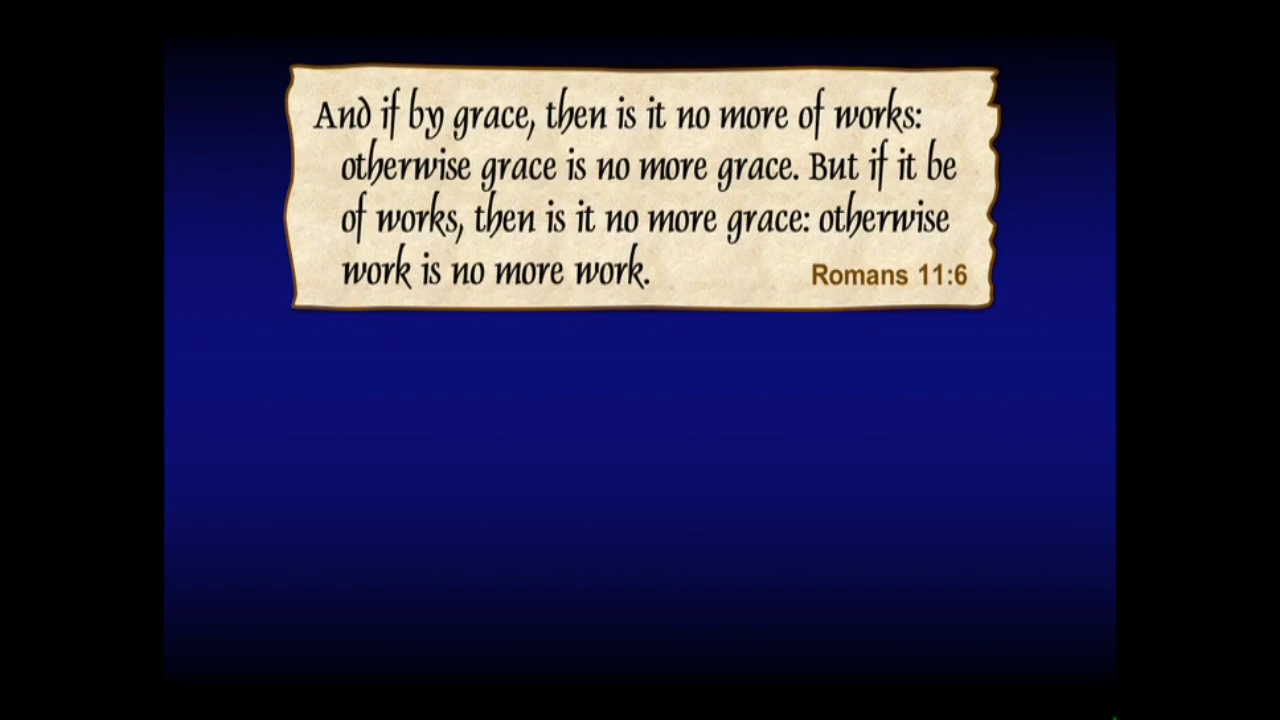 And if by grace, then is it no more of works:
otherwise grace is no more grace. But if it be
of works, then is it no more grace: otherwise
work is no more work. Romans 11:6